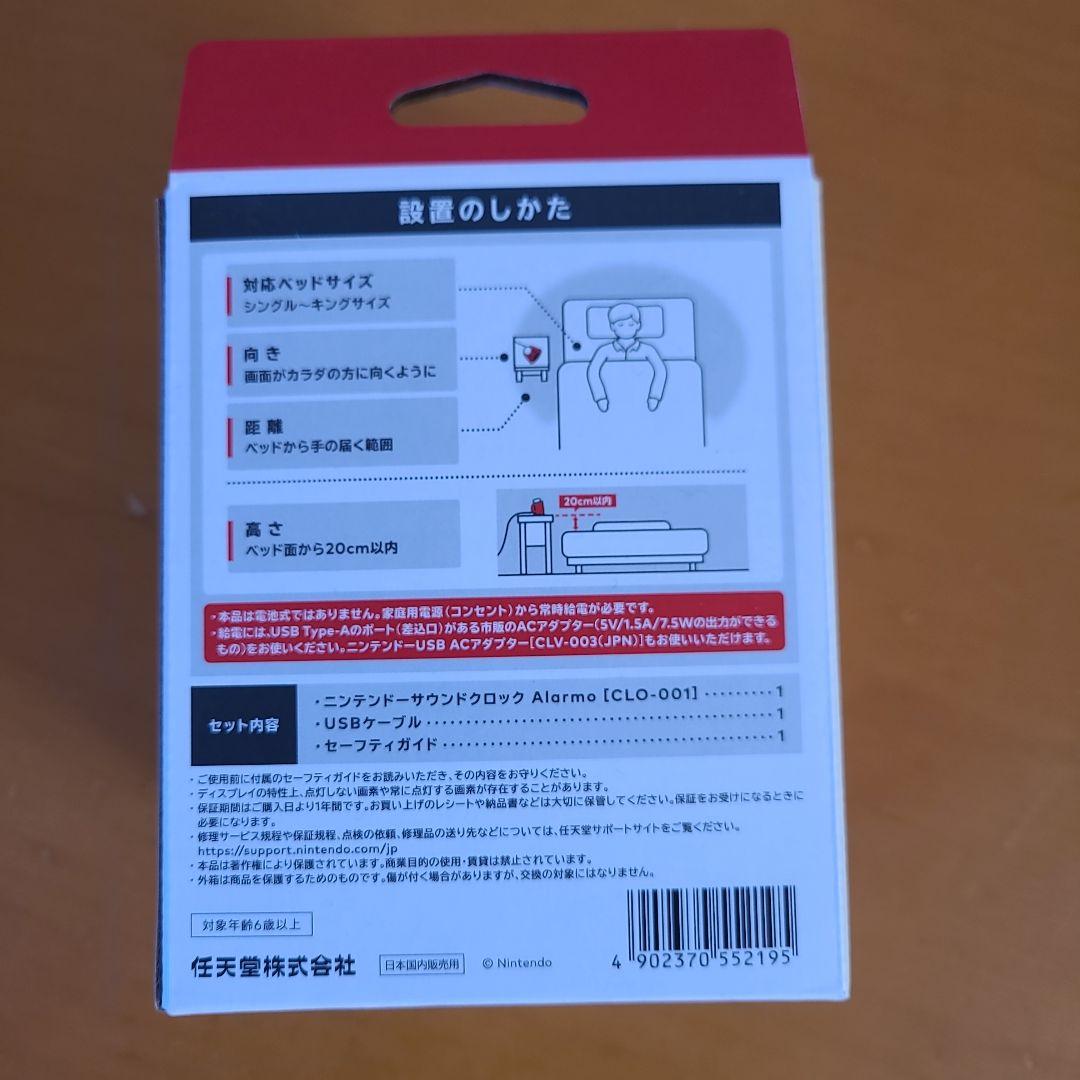 設置のしかた
対応ベッドサイズ
シングル〜キングサイズ
向き
画面がカラダの方に向くように
距離
ベッドから手の届く範囲
高さ
ベッド面から20cm以内
20cm以内
・本品は電池式ではありません。家庭用電源(コンセント)から常時給電が必要です。
・給電には、USB Type-Aのポート(差込口)がある市販のACアダプター(5V/1.5A/7.5Wの出力ができる
もの)をお使いください。ニンテンドーUSB ACアダプター[CLV-003(JPN)]もお使いいただけます。
セット内容
・ニンテンドーサウンドクロック Alarmo [CLO-001] ・・・・・・・・・1
・USBケーブル・・・・・・・・・・・・・・・・・・・・・・・・・・・・・・・・・・・・・・・・・・・・1
・セーフティガイド・・・・・・・・・・・・・・・・・・・・・・・・・・・・・・・・・・・・・・・・・・1
・ご使用前に付属のセーフティガイドをお読みいただき、その内容をお守りください。
・ディスプレイの特性上、点灯しない画素や常に点灯する画素が存在することがあります。
・保証期間はご購入日より1年間です。お買い上げのレシートや納品書などは大切に保管してください。保証をお受けになるときに
必要になります。
・修理サービス規程や保証規程、点検の依頼、修理品の送り先などについては、任天堂サポートサイトをご覧ください。
https://support.nintendo.com/jp
・本品は著作権により保護されています。商業目的の使用・賃貸は禁止されています。
・外箱は商品を保護するためのものです。傷が付く場合がありますが、交換の対象にはなりません。
対象年齢6歳以上
任天堂株式会社
日本国内販売用
© Nintendo
4 902370 552195